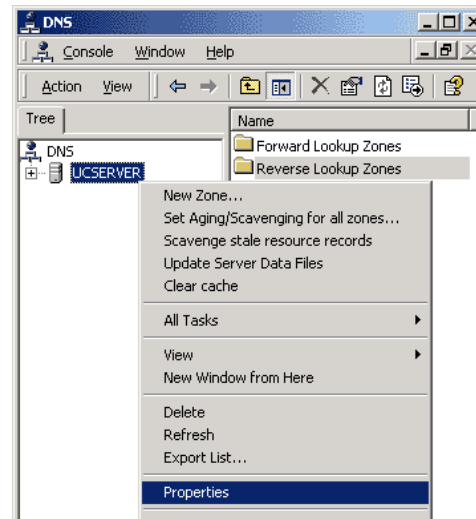 DNS
Console Window Help
Action View
Tree
Name
DNS
UCSERVER
Forward Lookup Zones
Reverse Lookup Zones
New Zone...
Set Aging/Scavenging for all zones...
Scavenge stale resource records
Update Server Data Files
Clear cache
All Tasks
View
New Window from Here
Delete
Refresh
Export List...
Properties